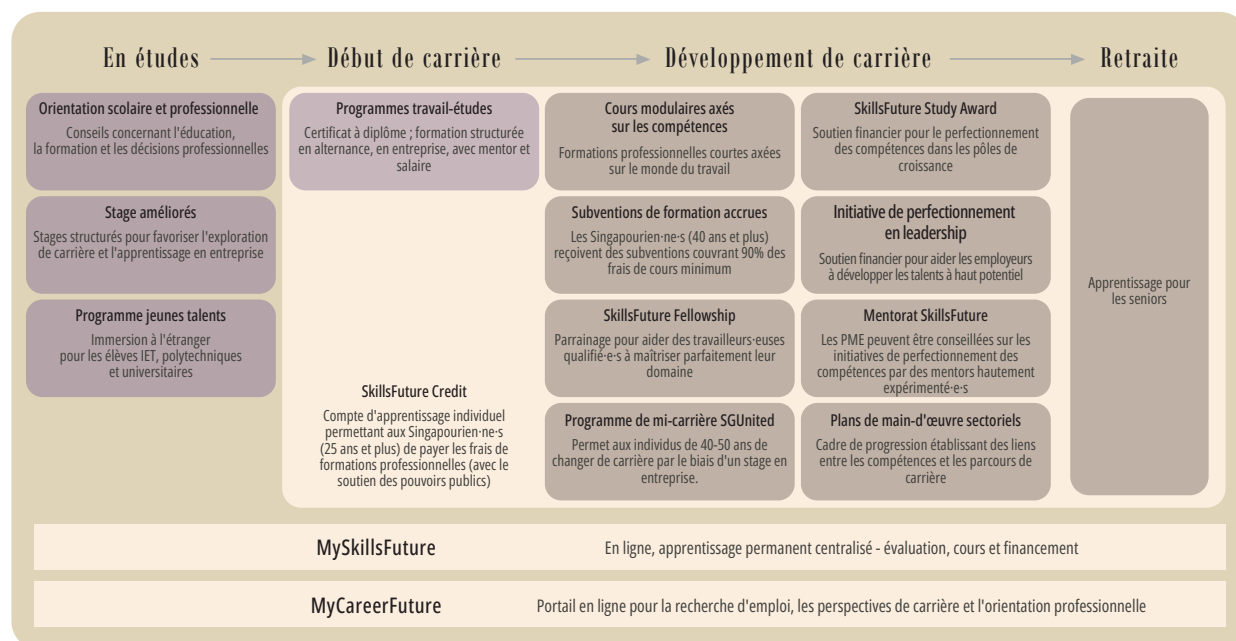 En études
Début de carrière
Développement de carrière
Retraite
Orientation scolaire et professionnelle
Conseils concernant l'éducation,
la formation et les décisions professionnelles
Stage améliorés
Stages structurés pour favoriser l'exploration
de carrière et l'apprentissage en entreprise
Programme jeunes talents
Immersion à l'étranger
pour les élèves IET, polytechniques
et universitaires
Programmes travail-études
Certificat à diplôme ; formation structurée
en alternance, en entreprise, avec mentor et
salaire
SkillsFuture Credit
Compte d'apprentissage individuel
permettant aux Singapourien·ne·s
(25 ans et plus) de payer les frais de
formations professionnelles (avec le
soutien des pouvoirs publics)
Cours modulaires axés
sur les compétences
Formations professionnelles courtes axées
sur le monde du travail
Subventions de formation accrues
Les Singapourien·ne·s (40 ans et plus)
reçoivent des subventions couvrant 90% des
frais de cours minimum
SkillsFuture Fellowship
Parrainage pour aider des travailleurs·euses
qualifié·e·s à maîtriser parfaitement leur
domaine
Programme de mi-carrière SGUnited
Permet aux individus de 40-50 ans de
changer de carrière par le biais d'un stage en
entreprise.
SkillsFuture Study Award
Soutien financier pour le perfectionnement
des compétences dans les pôles de
croissance
Initiative de perfectionnement
en leadership
Soutien financier pour aider les employeurs
à développer les talents à haut potentiel
Mentorat SkillsFuture
Les PME peuvent être conseillées sur les
initiatives de perfectionnement des
compétences par des mentors hautement
expérimenté·e·s
Plans de main-d'œuvre sectoriels
Cadre de progression établissant des liens
entre les compétences et les parcours de
carrière
Apprentissage pour
les seniors
MySkillsFuture
En ligne, apprentissage permanent centralisé - évaluation, cours et financement
MyCareerFuture
Portail en ligne pour la recherche d'emploi, les perspectives de carrière et l'orientation professionnelle